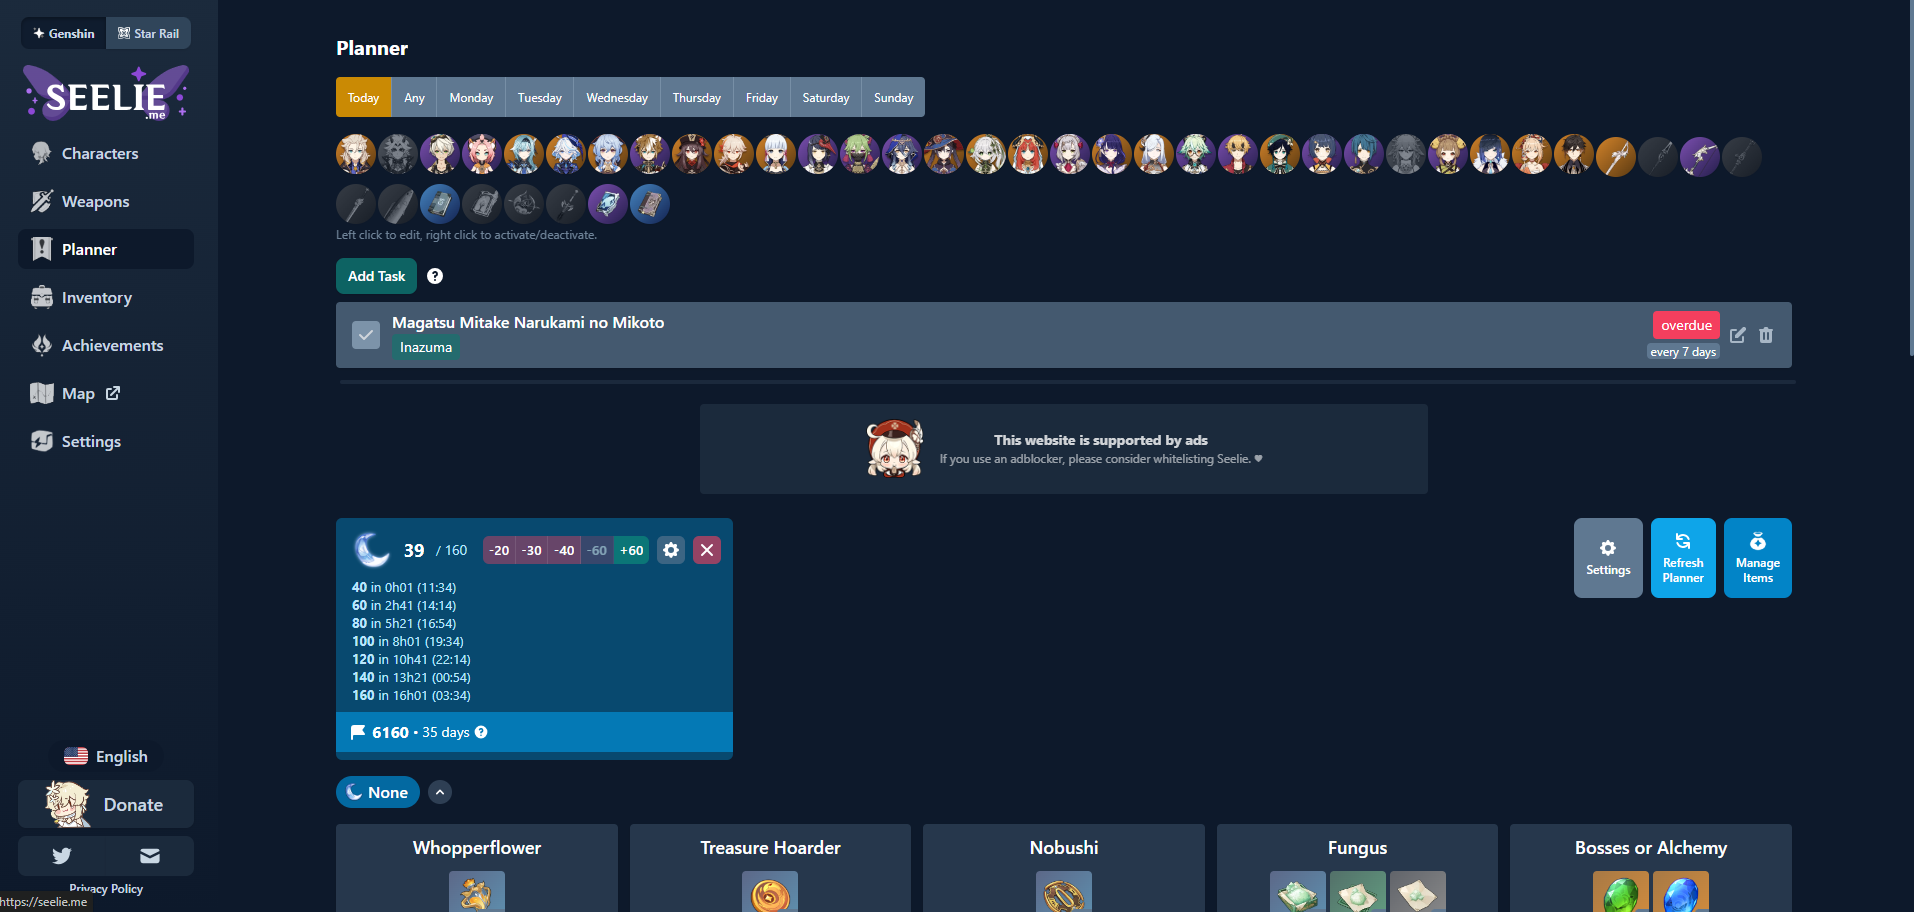 Genshin
Star Rail
SEELIE
.me
Characters
Weapons
Planner
Inventory
Achievements
Map
Settings
English
Donate
Privacy Policy
https://seelie.me
Planner
Today
Any
Monday
Tuesday
Wednesday
Thursday
Friday
Saturday
Sunday
Left click to edit, right click to activate/deactivate.
Add Task
?
Magatsu Mitake Narukami no Mikoto
Inazuma
overdue
every 7 days
This website is supported by ads
If you use an adblocker, please consider whitelisting Seelie. ♥
39 / 160
-20
-30
-40
-60
+60
40 in 0h01 (11:34)
60 in 2h41 (14:14)
80 in 5h21 (16:54)
100 in 8h01 (19:34)
120 in 10h41 (22:14)
140 in 13h21 (00:54)
160 in 16h01 (03:34)
6160 • 35 days ?
Settings
Refresh
Planner
Manage
Items
None
Whopperflower
Treasure Hoarder
Nobushi
Fungus
Bosses or Alchemy